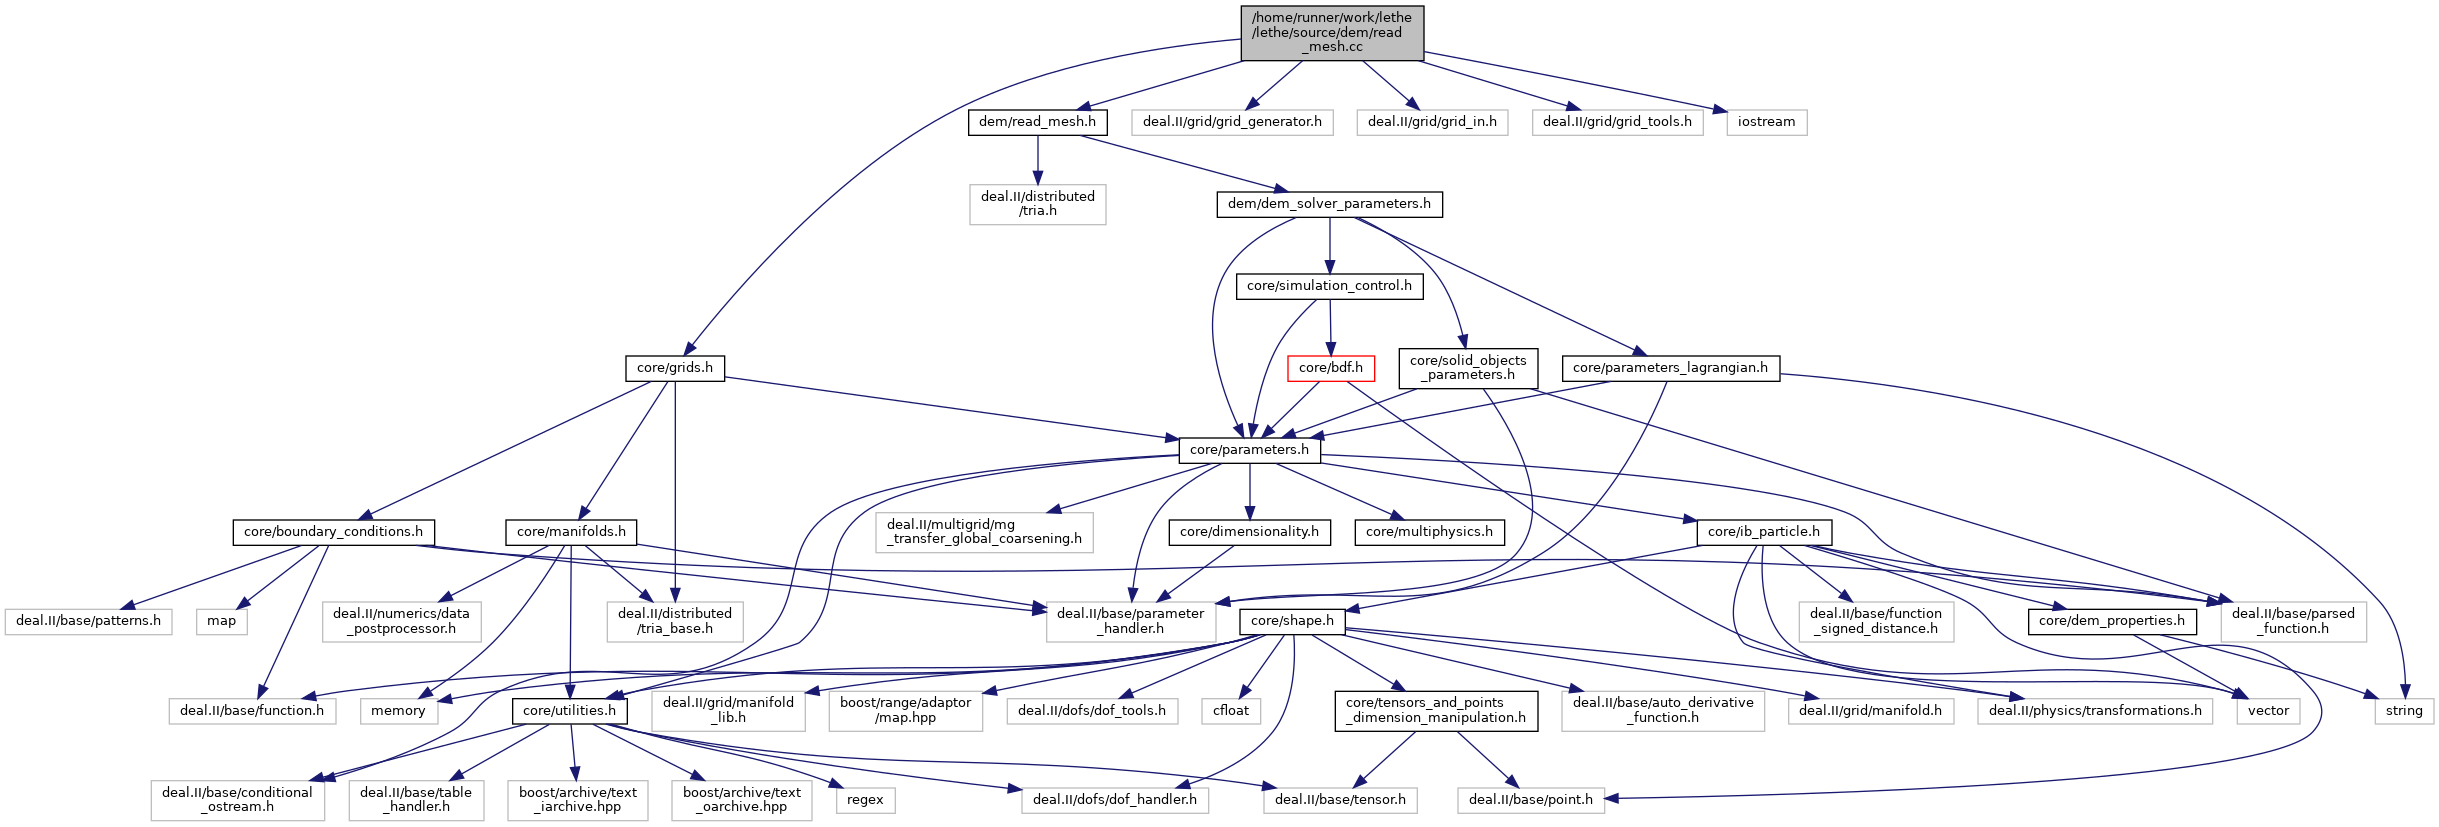 /home/runner/work/lethe
/lethe/source/dem/read
_mesh.cc
dem/read_mesh.h
deal.II/grid/grid_generator.h
deal.II/grid/grid_in.h
deal.II/grid/grid_tools.h
iostream
deal.II/distributed
/tria.h
dem/dem_solver_parameters.h
core/simulation_control.h
core/grids.h
core/bdf.h
core/solid_objects
_parameters.h
core/parameters_lagrangian.h
core/parameters.h
core/boundary_conditions.h
core/manifolds.h
deal.II/multigrid/mg
_transfer_global_coarsening.h
core/dimensionality.h
core/multiphysics.h
core/ib_particle.h
deal.II/base/patterns.h
map
deal.II/numerics/data
_postprocessor.h
deal.II/distributed
/tria_base.h
deal.II/base/parameter
_handler.h
core/shape.h
deal.II/base/function
_signed_distance.h
core/dem_properties.h
deal.II/base/parsed
_function.h
deal.II/base/function.h
memory
core/utilities.h
deal.II/grid/manifold
_lib.h
boost/range/adaptor
/map.hpp
deal.II/dofs/dof_tools.h
cfloat
core/tensors_and_points
_dimension_manipulation.h
deal.II/base/auto_derivative
_function.h
deal.II/grid/manifold.h
deal.II/physics/transformations.h
vector
string
deal.II/base/conditional
_ostream.h
deal.II/base/table
_handler.h
boost/archive/text
_iarchive.hpp
boost/archive/text
_oarchive.hpp
regex
deal.II/dofs/dof_handler.h
deal.II/base/tensor.h
deal.II/base/point.h